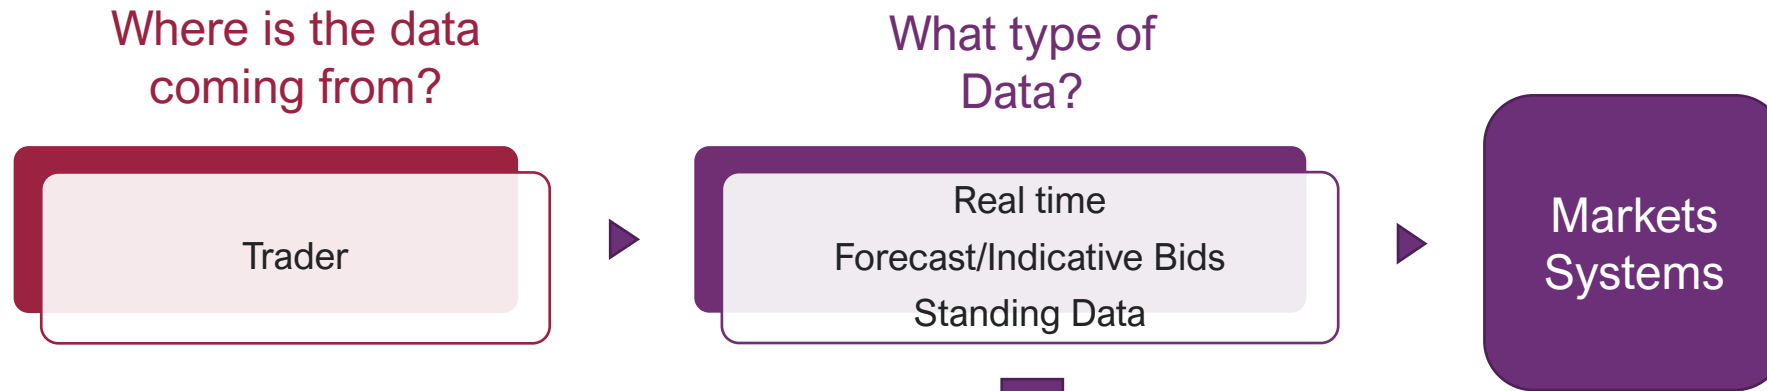 Where is the data
coming from?
What type of
Data?
Trader
Real time
Forecast/Indicative Bids
Standing Data
Markets
Systems